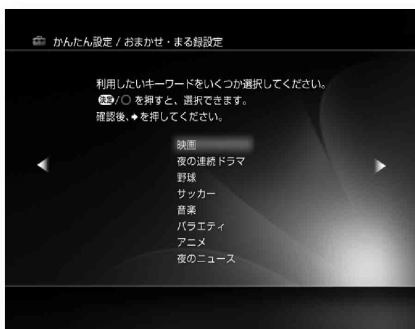 かんたん設定 / おまかせ・まる録設定
利用したいキーワードをいくつか選択してください。
決定/○ を押すと、選択できます。
確認後、➔を押してください。
映画
夜の連続ドラマ
野球
サッカー
音楽
バラエティ
アニメ
夜のニュース